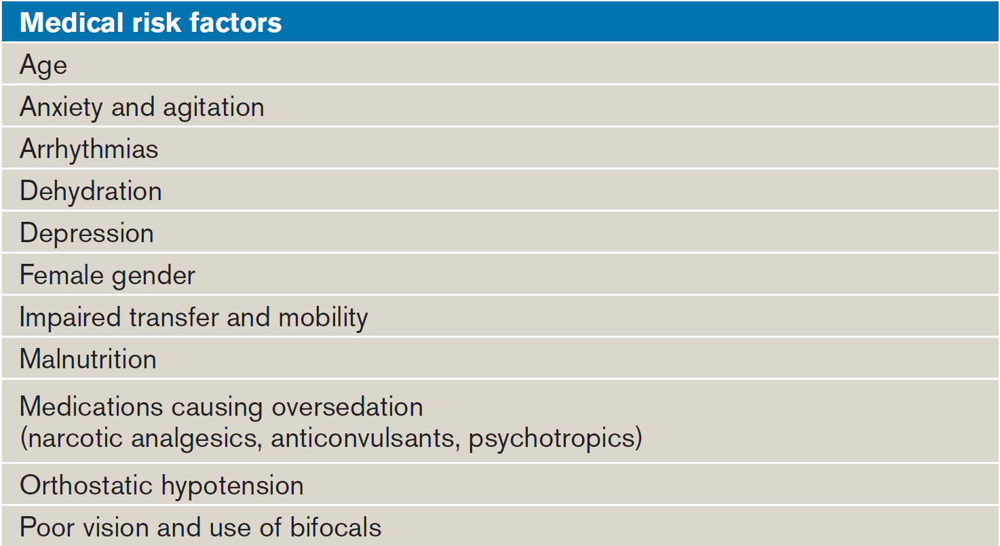 Medical risk factors
Age
Anxiety and agitation
Arrhythmias
Dehydration
Depression
Female gender
Impaired transfer and mobility
Malnutrition
Medications causing oversedation
(narcotic analgesics, anticonvulsants, psychotropics)
Orthostatic hypotension
Poor vision and use of bifocals